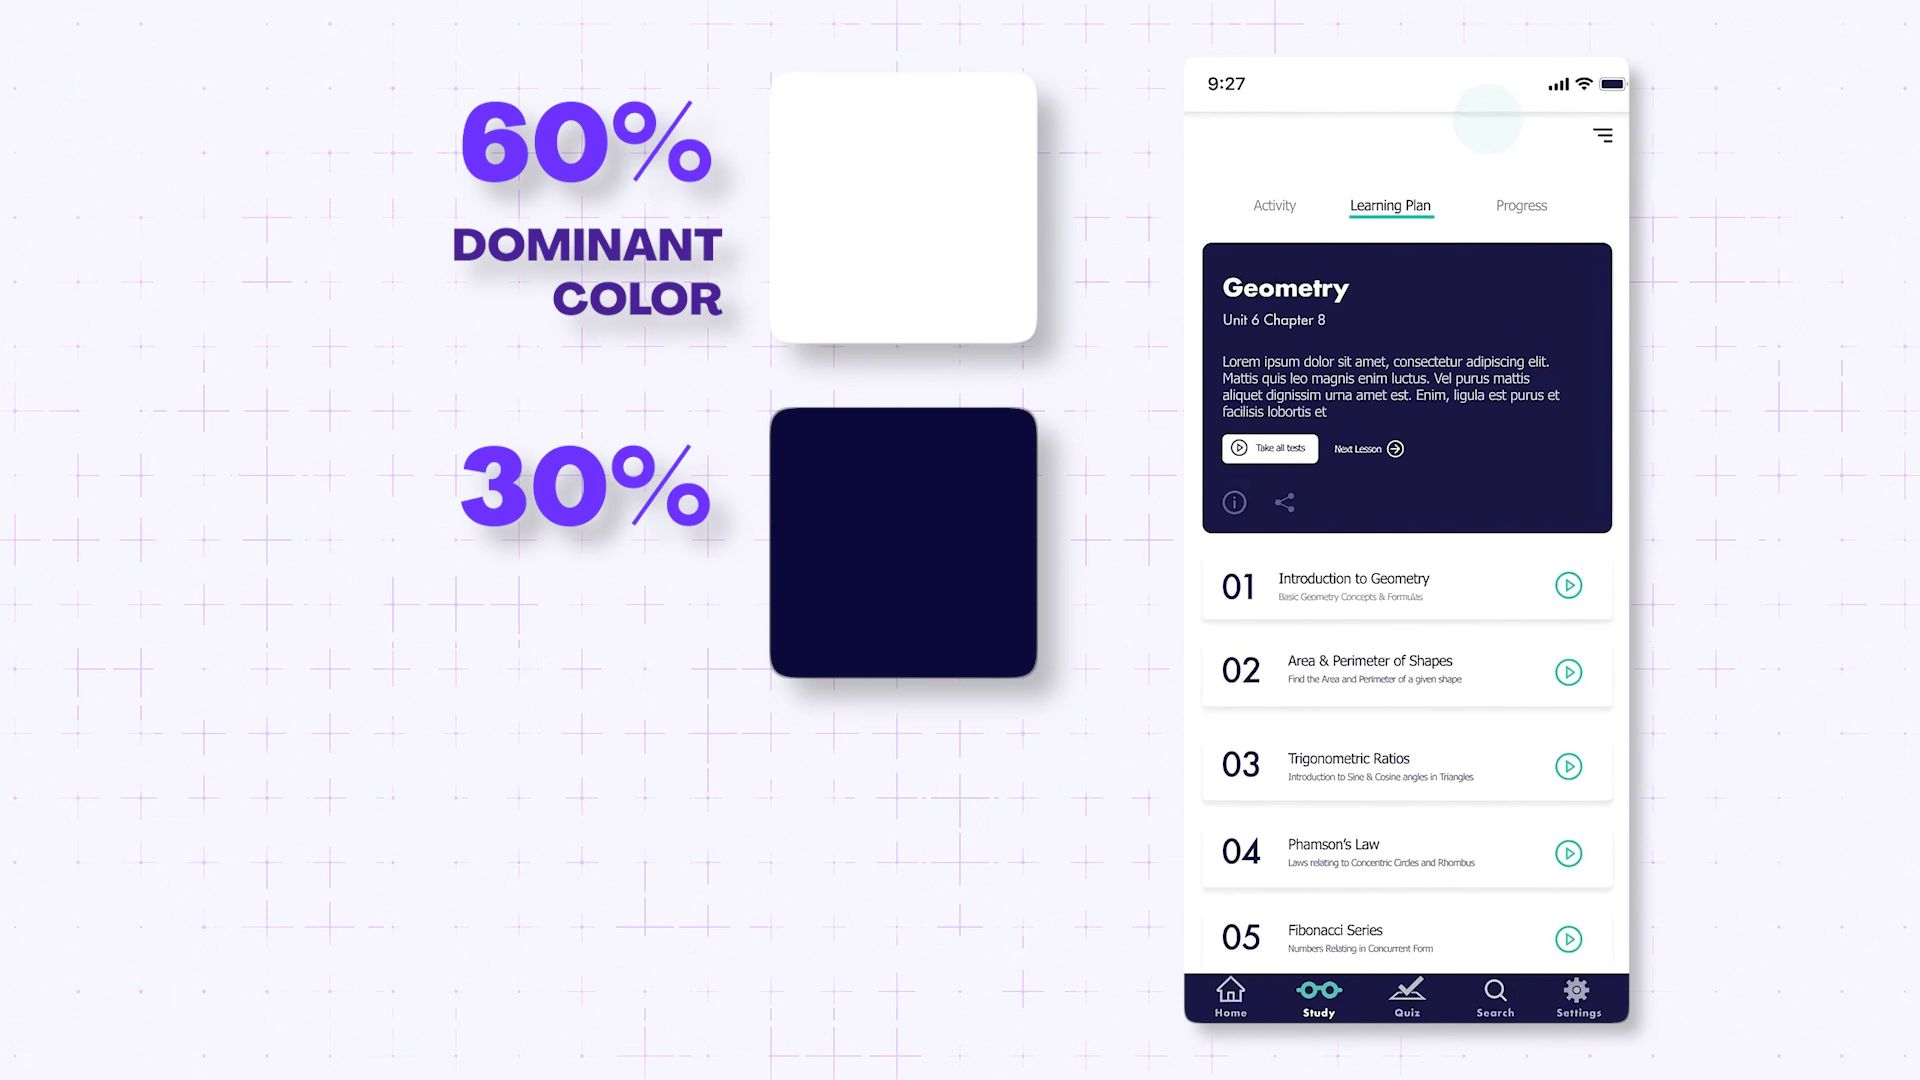 60%
DOMINANT
COLOR
30%
9:27
Activity
Learning Plan
Progress
Geometry
Unit 6 Chapter 8
Lorem ipsum dolor sit amet, consectetur adipiscing elit.
Mattis quis leo magnis enim luctus. Vel purus mattis
aliquet dignissim urna amet est. Enim, ligula est purus et
facilisis lobortis et
Take all tests
Next Lesson
01
Introduction to Geometry
Basic Geometry Concepts & Formulas
02
Area & Perimeter of Shapes
Find the Area and Perimeter of a given shape
03
Trigonometric Ratios
Introduction to Sine & Cosine angles in Triangles
04
Phamson's Law
Laws relating to Concentric Circles and Rhombus
05
Fibonacci Series
Numbers Relating in Concurrent Form
Home
Study
Quiz
Search
Settings